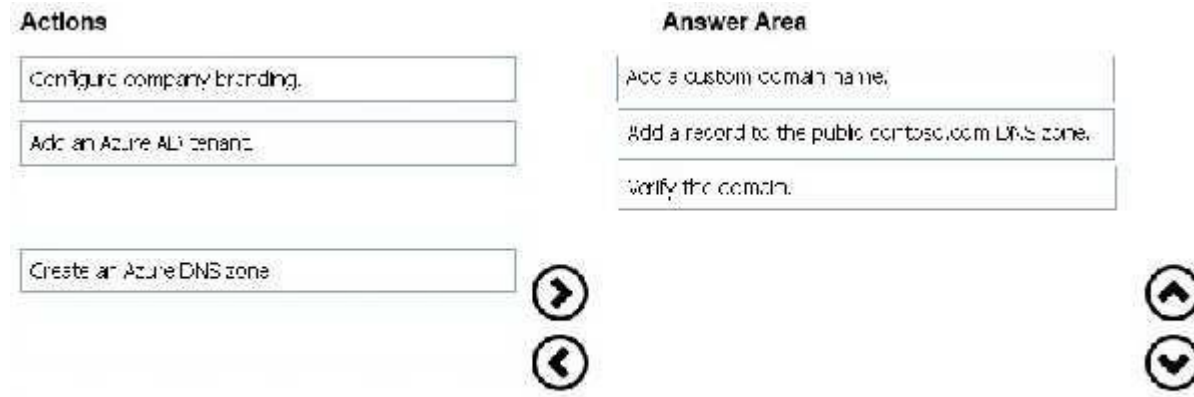 Actions
Configure company branding.
Add an Azure AD tenant.
Create an Azure DNS zone
Answer Area
Add a custom domain name.
Add a record to the public contoso.com DNS zone.
Verify the domain.